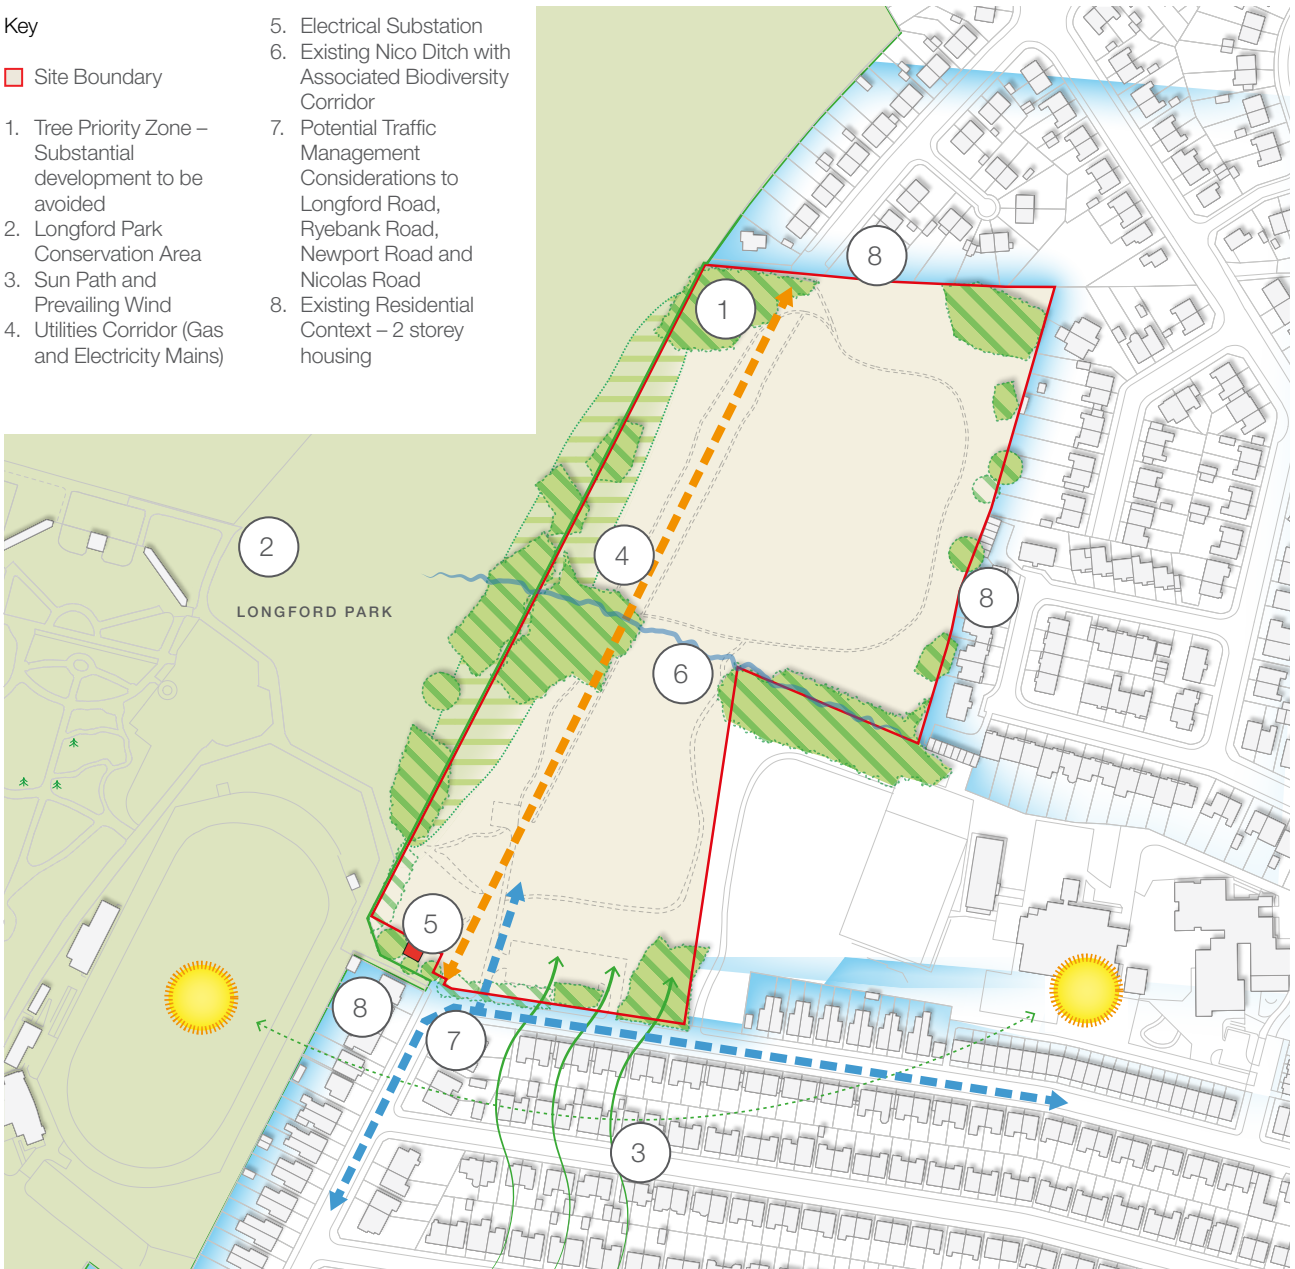 Key
Site Boundary
1. Tree Priority Zone –
Substantial
development to be
avoided
2. Longford Park
Conservation Area
3. Sun Path and
Prevailing Wind
4. Utilities Corridor (Gas
and Electricity Mains)
5. Electrical Substation
6. Existing Nico Ditch with
Associated Biodiversity
Corridor
7. Potential Traffic
Management
Considerations to
Longford Road,
Ryebank Road,
Newport Road and
Nicolas Road
8. Existing Residential
Context – 2 storey
housing
8
1
2
4
LONGFORD PARK
8
6
5
8
7
3